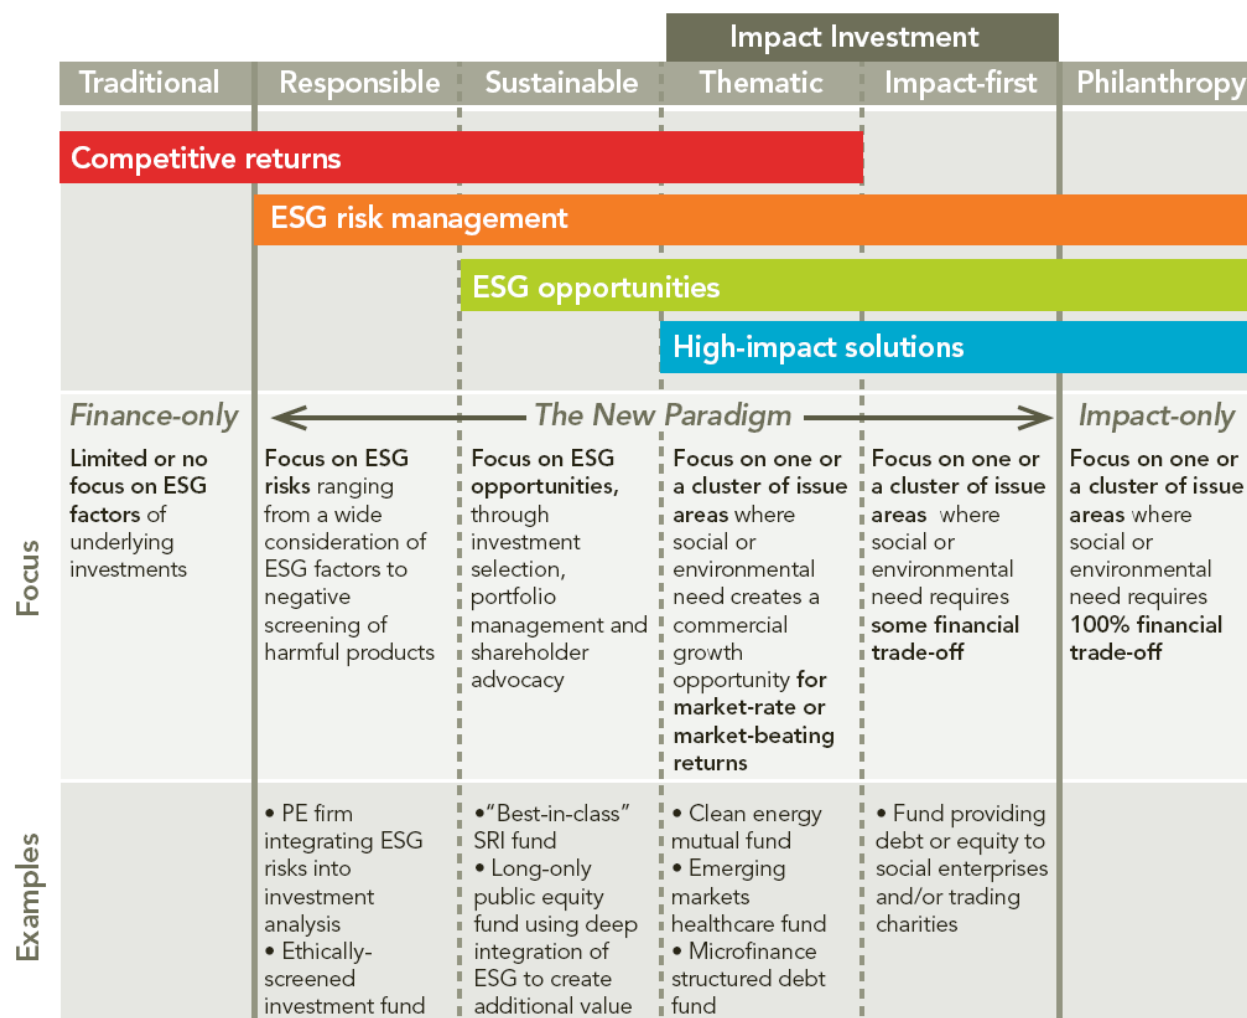 Impact Investment
Traditional
Responsible
Sustainable
Thematic
Impact-first
Philanthropy
Competitive returns
ESG risk management
ESG opportunities
High-impact solutions
Finance-only
The New Paradigm
Impact-only
Focus
Limited or no
focus on ESG
factors of
underlying
investments
Focus on ESG
risks ranging
from a wide
consideration of
ESG factors to
negative
screening of
harmful products
Focus on ESG
opportunities,
through
investment
selection,
portfolio
management and
shareholder
advocacy
Focus on one or
a cluster of issue
areas where
social or
environmental
need creates a
commercial
growth
opportunity for
market-rate or
market-beating
returns
Focus on one or
a cluster of issue
areas where
social or
environmental
need requires
some financial
trade-off
Focus on one or
a cluster of issue
areas where
social or
environmental
need requires
100% financial
trade-off
Examples
• PE firm
integrating ESG
risks into
investment
analysis
• Ethically-
screened
investment fund
•“Best-in-class”
SRI fund
• Long-only
public equity
fund using deep
integration of
ESG to create
additional value
• Clean energy
mutual fund
• Emerging
markets
healthcare fund
• Microfinance
structured debt
fund
• Fund providing
debt or equity to
social enterprises
and/or trading
charities